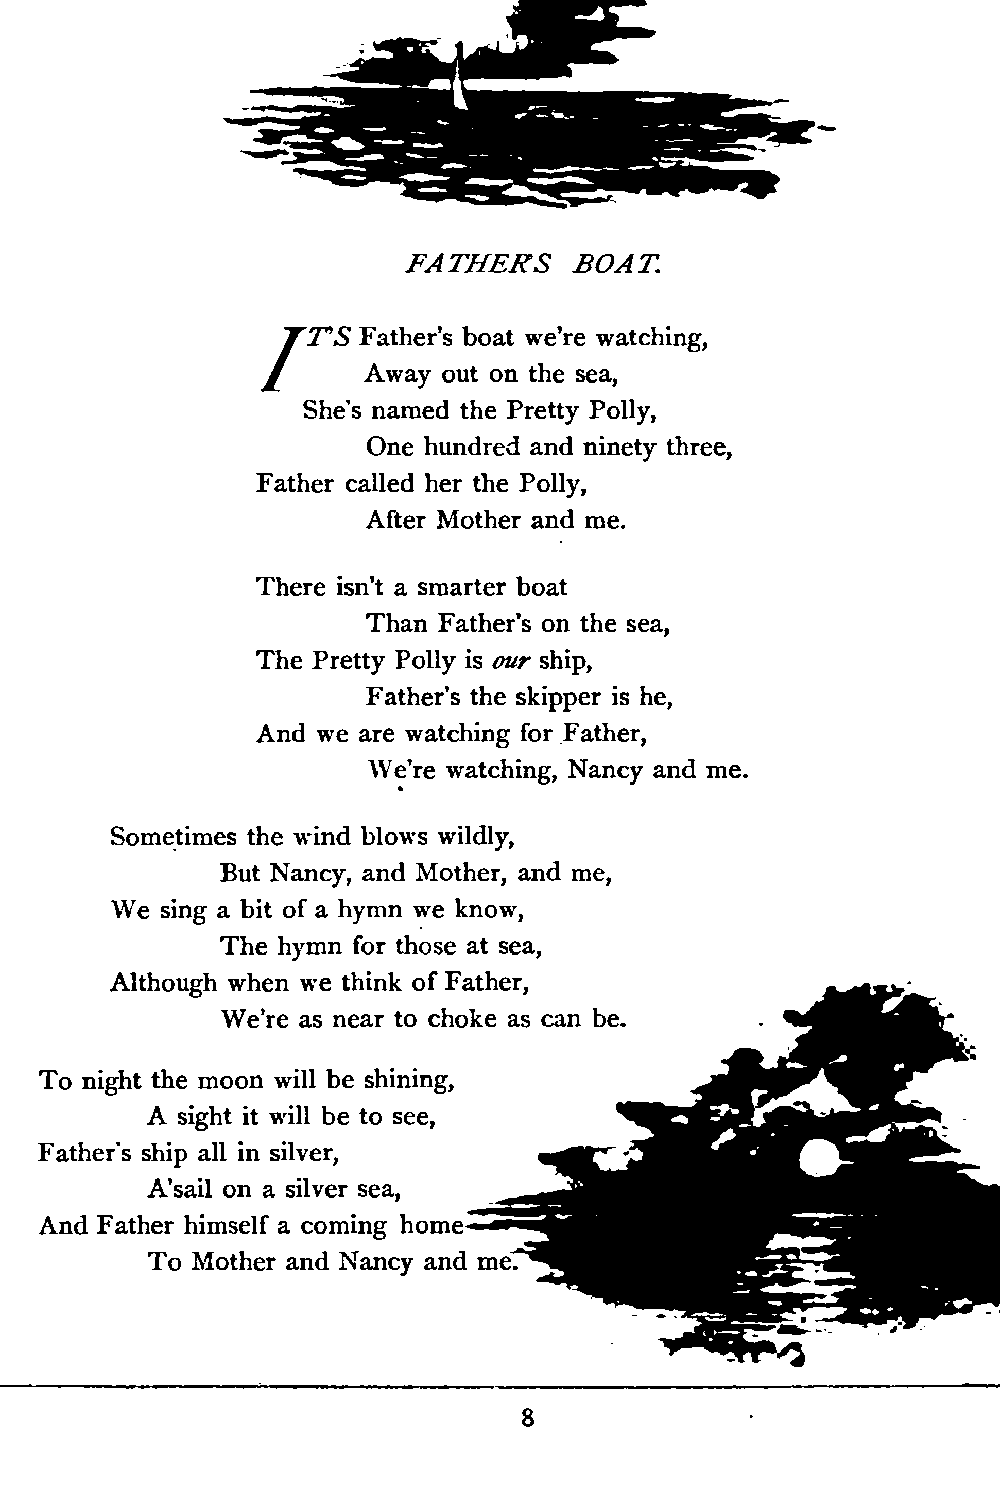 FATHER'S BOAT.
IT'S Father's boat we're watching,
Away out on the sea,
She's named the Pretty Polly,
One hundred and ninety three,
Father called her the Polly,
After Mother and me.
There isn't a smarter boat
Than Father's on the sea,
The Pretty Polly is our ship,
Father's the skipper is he,
And we are watching for Father,
We're watching, Nancy and me.
Sometimes the wind blows wildly,
But Nancy, and Mother, and me,
We sing a bit of a hymn we know,
The hymn for those at sea,
Although when we think of Father,
We're as near to choke as can be.
To night the moon will be shining,
A sight it will be to see,
Father's ship all in silver,
A'sail on a silver sea,
And Father himself a coming home
To Mother and Nancy and me.
8